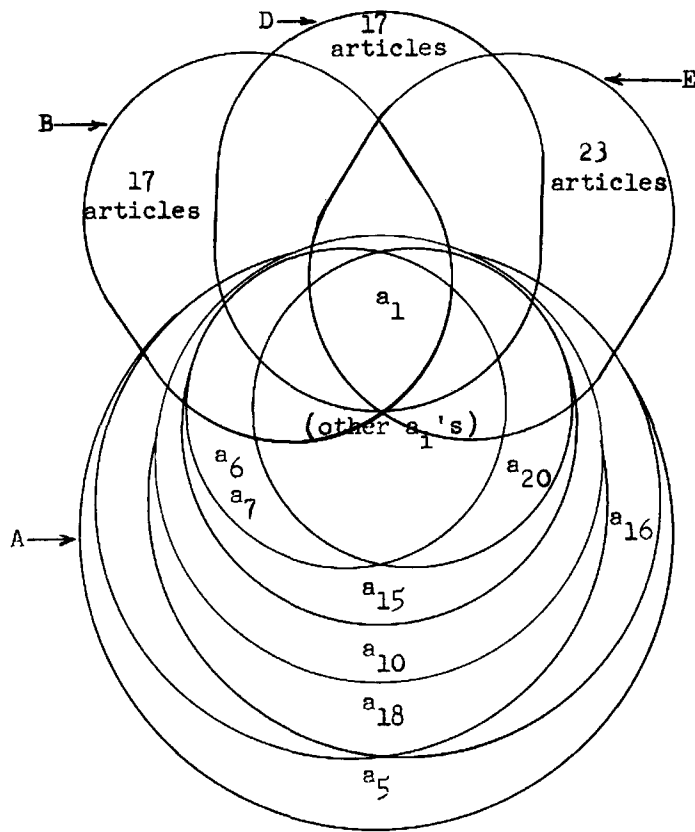 D
17
articles
B
E
17
articles
23
articles
a1
(other ai's)
a6
a7
a20
A
a16
a15
a10
a18
a5